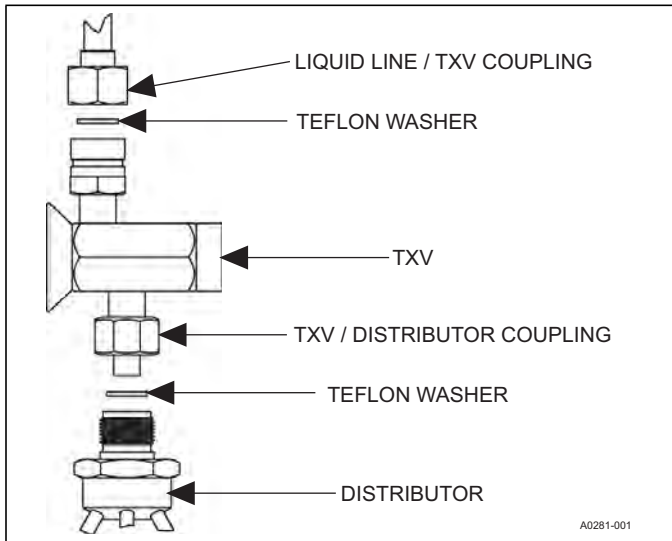 LIQUID LINE / TXV COUPLING
TEFLON WASHER
TXV
TXV / DISTRIBUTOR COUPLING
TEFLON WASHER
DISTRIBUTOR
A0281-001